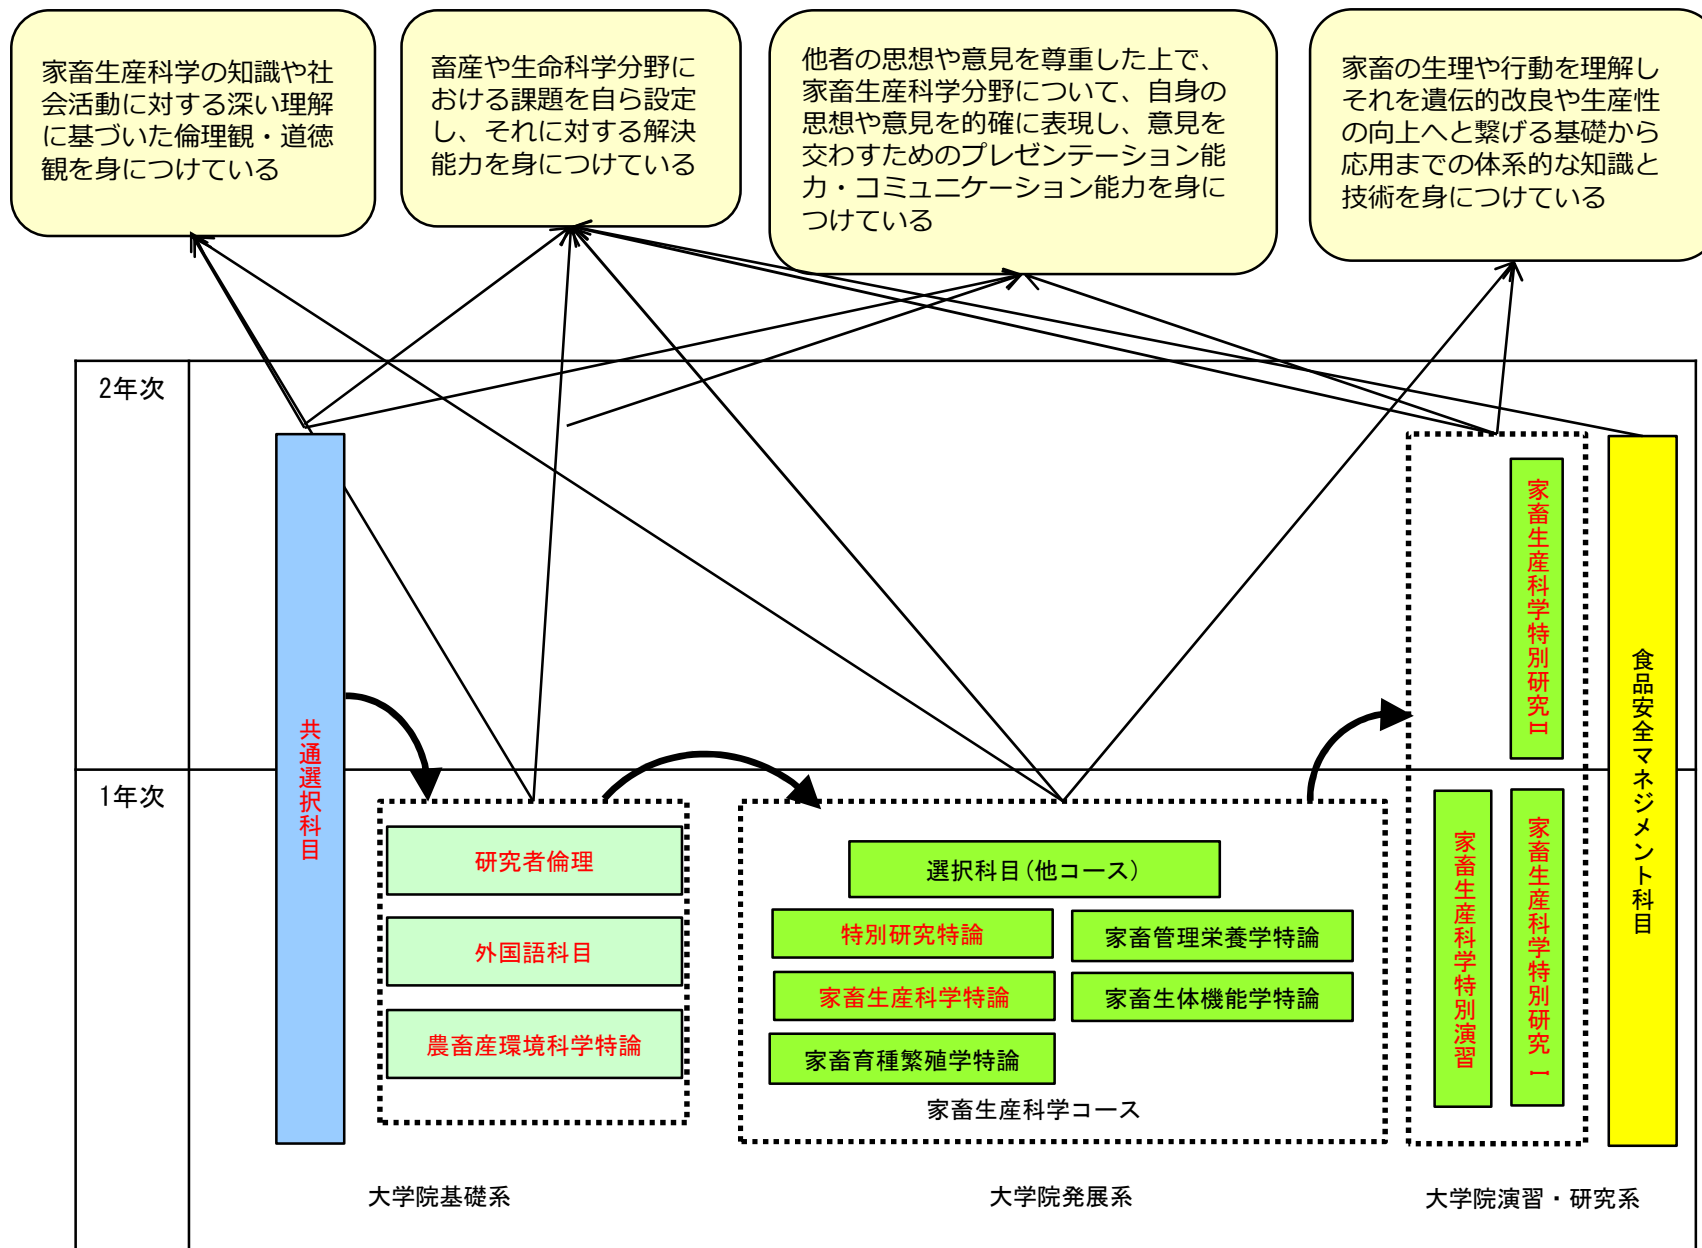 家畜生産科学の知識や社
会活動に対する深い理解
に基づいた倫理観・道徳
観を身につけている
畜産や生命科学分野に
おける課題を自ら設定
し、それに対する解決
能力を身につけている
他者の思想や意見を尊重した上で、
家畜生産科学分野について、自身の
思想や意見を的確に表現し、意見を
交わすためのプレゼンテーション能
力・コミュニケーション能力を身に
つけている
家畜の生理や行動を理解し
それを遺伝的改良や生産性
の向上へと繋げる基礎から
応用までの体系的な知識と
技術を身につけている
2年次
1年次
共通選択科目
研究者倫理
外国語科目
農畜産環境科学特論
選択科目(他コース)
特別研究特論
家畜管理栄養学特論
家畜生産科学特論
家畜生体機能学特論
家畜育種繁殖学特論
家畜生産科学コース
家畜生産科学特別研究Ⅱ
家畜生産科学特別演習
家畜生産科学特別研究Ⅰ
食品安全マネジメント科目
大学院基礎系
大学院発展系
大学院演習・研究系